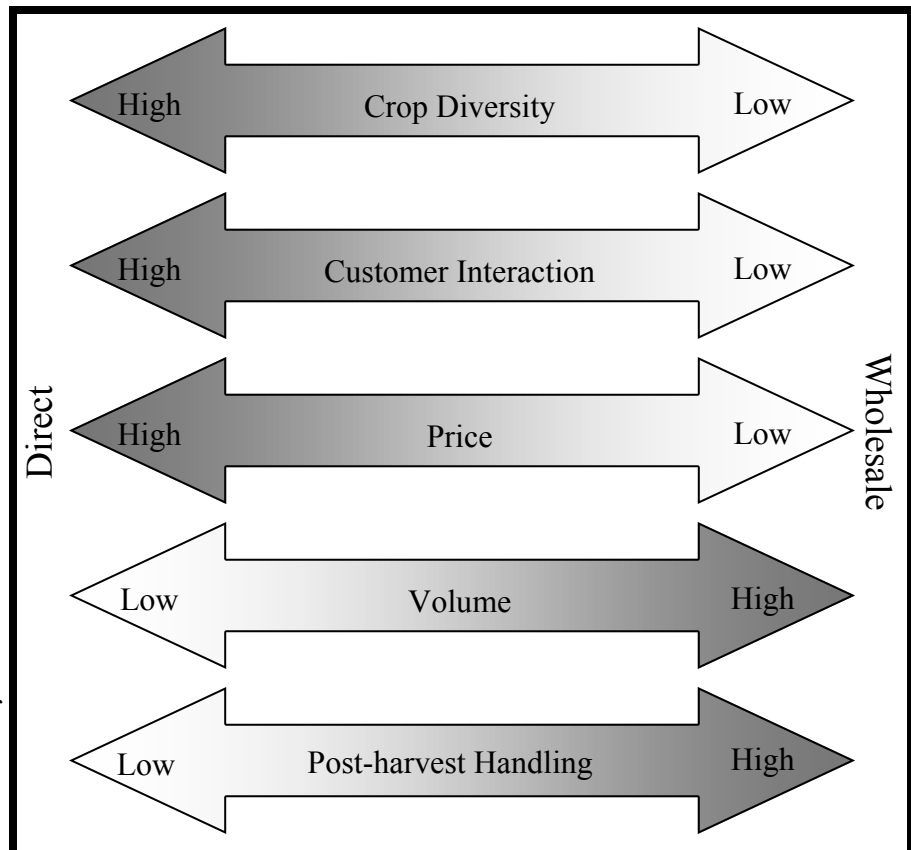 High Crop Diversity Low
High Customer Interaction Low
Direct
High Price Low
Wholesale
Low Volume High
Low Post-harvest Handling High